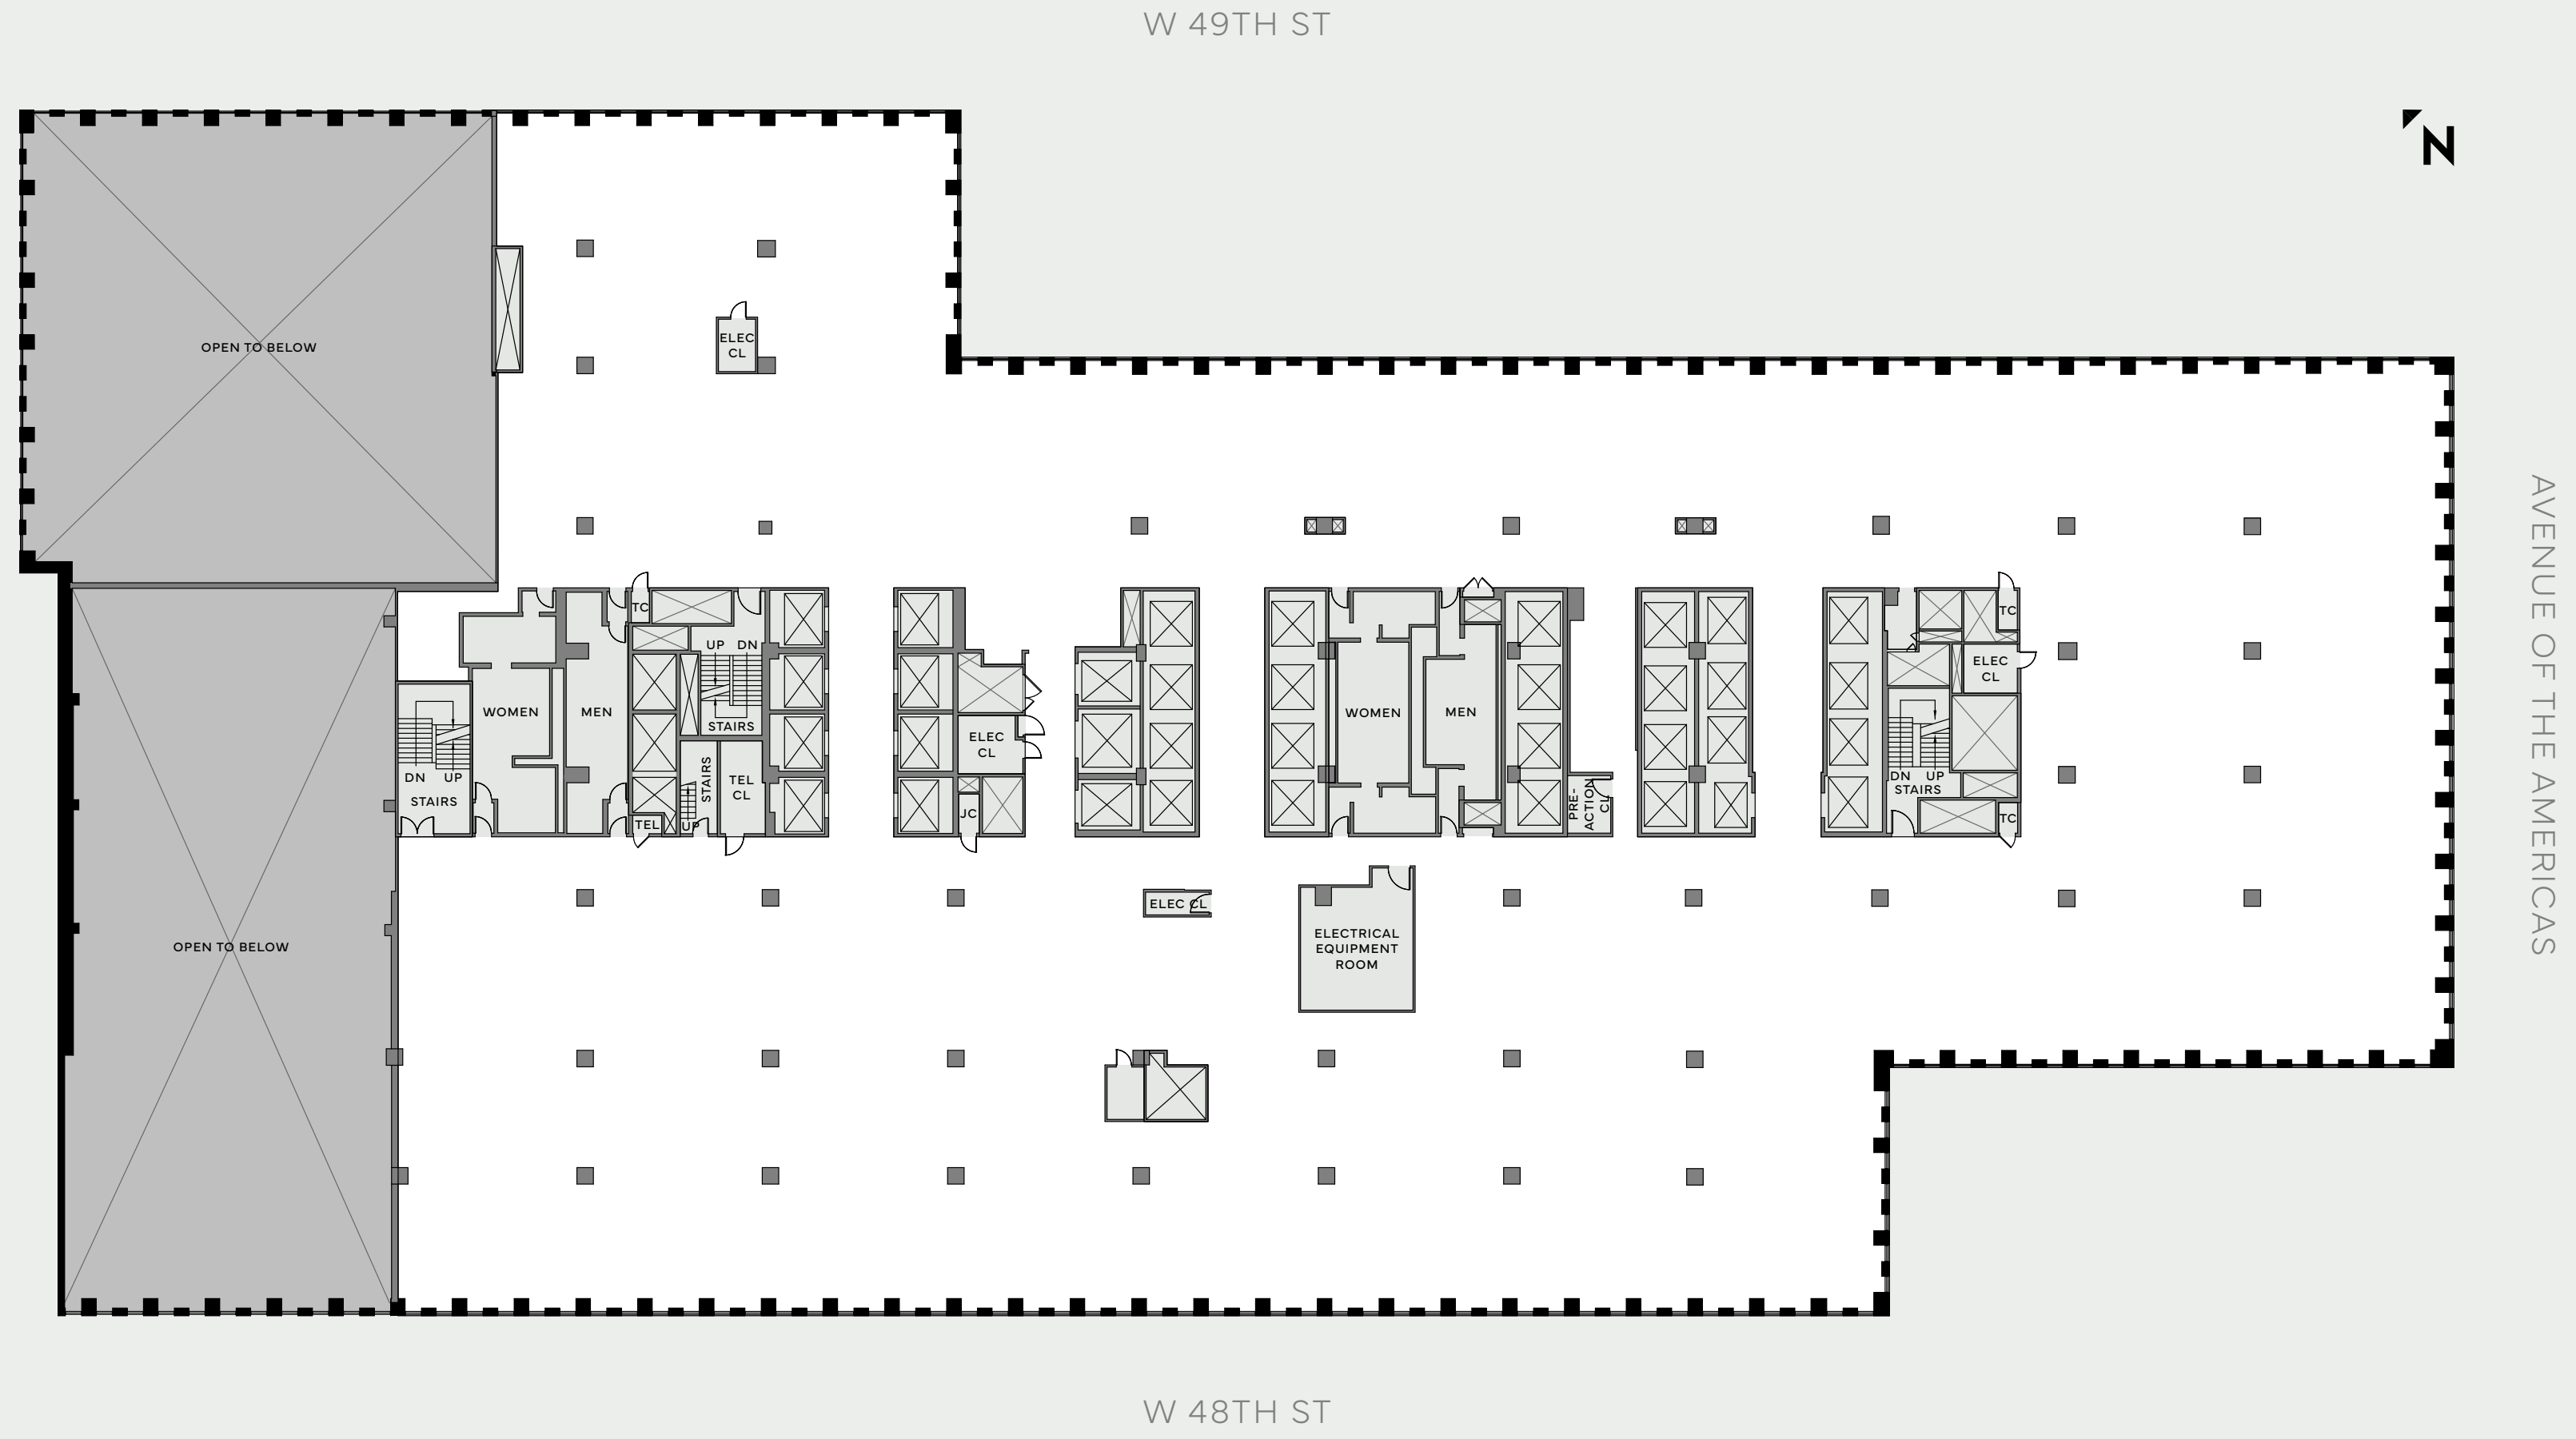 W 49TH ST
N
OPEN TO BELOW
ELEC
CL
AVENUE OF THE AMERICAS
TC
UP DN
STAIRS
WOMEN
MEN
DN UP
STAIRS
STAIRS
UP
TEL
CL
TEL
ELEC
CL
JC
WOMEN
MEN
PRE-
ACTION
CL
TC
ELEC
CL
DN UP
STAIRS
TC
ELEC CL
ELECTRICAL
EQUIPMENT
ROOM
OPEN TO BELOW
W 48TH ST